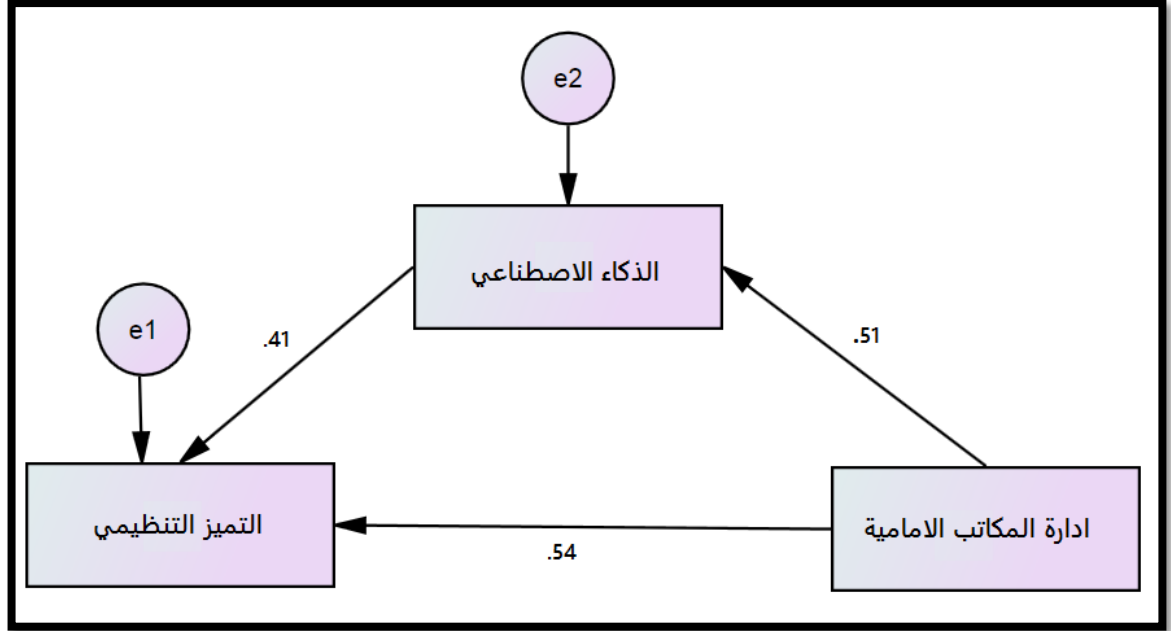 e2
الذكاء الاصطناعي
e1
.41
.51
التميز التنظيمي
.54
ادارة المكاتب الامامية